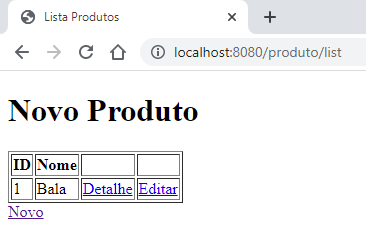 Lista Produtos
localhost:8080/produto/list
Novo Produto
ID Nome
1 Bala Detalhe Editar
Novo